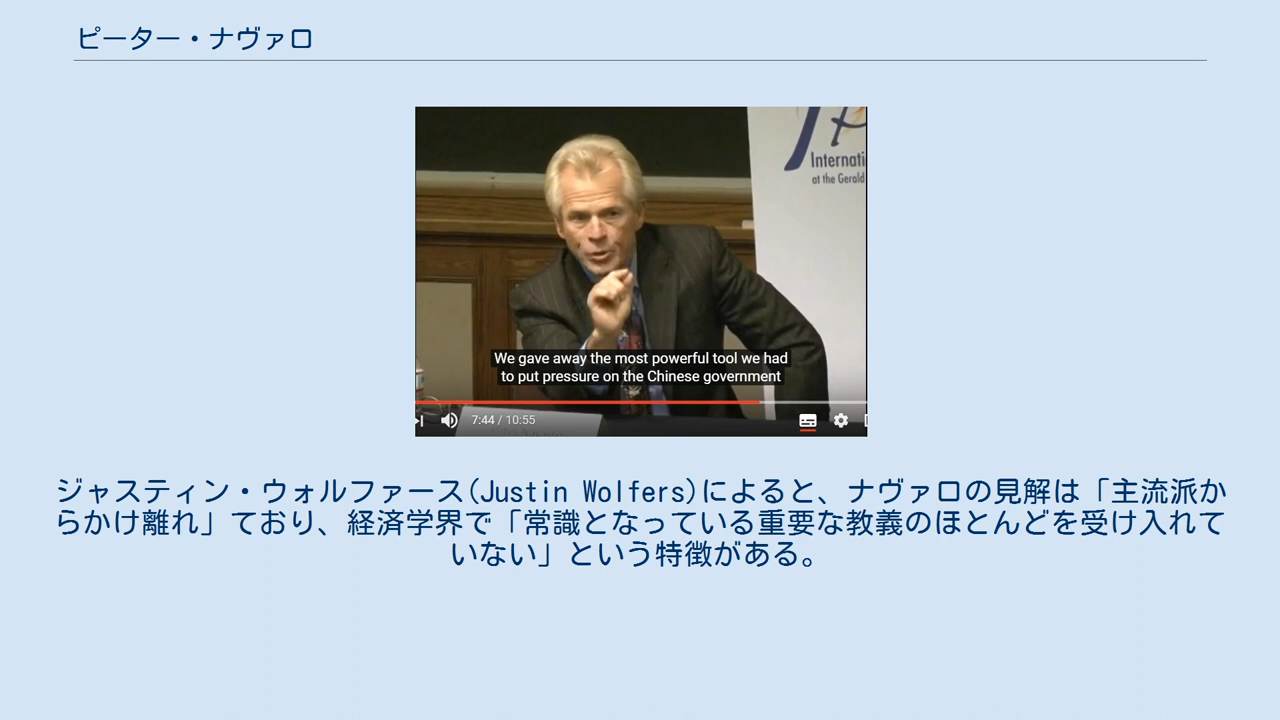 ピーター・ナヴァロ
Internati
at the Gerald
We gave away the most powerful tool we had
to put pressure on the Chinese government
7:44 / 10:55
ジャスティン・ウォルファース(Justin Wolfers)によると、ナヴァロの見解は「主流派か
らかけ離れ」ており、経済学界で「常識となっている重要な教義のほとんどを受け入れて
いない」という特徴がある。